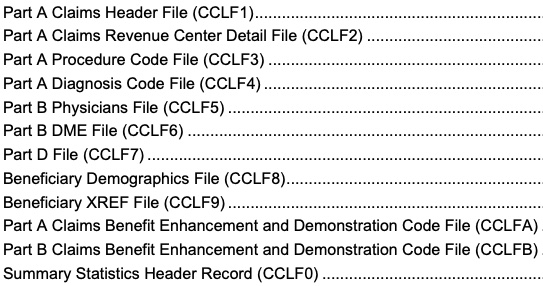 Part A Claims Header File (CCLF1)................................................................
Part A Claims Revenue Center Detail File (CCLF2) .......................................
Part A Procedure Code File (CCLF3) .............................................................
Part A Diagnosis Code File (CCLF4) ..............................................................
Part B Physicians File (CCLF5) ......................................................................
Part B DME File (CCLF6) ...............................................................................
Part D File (CCLF7) ........................................................................................
Beneficiary Demographics File (CCLF8).........................................................
Beneficiary XREF File (CCLF9) ......................................................................
Part A Claims Benefit Enhancement and Demonstration Code File (CCLFA) .
Part B Claims Benefit Enhancement and Demonstration Code File (CCLFB) .
Summary Statistics Header Record (CCLF0) .................................................